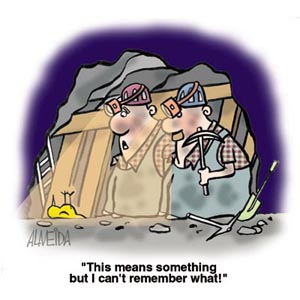 ALMEIDA
"This means something
but I can't remember what!"